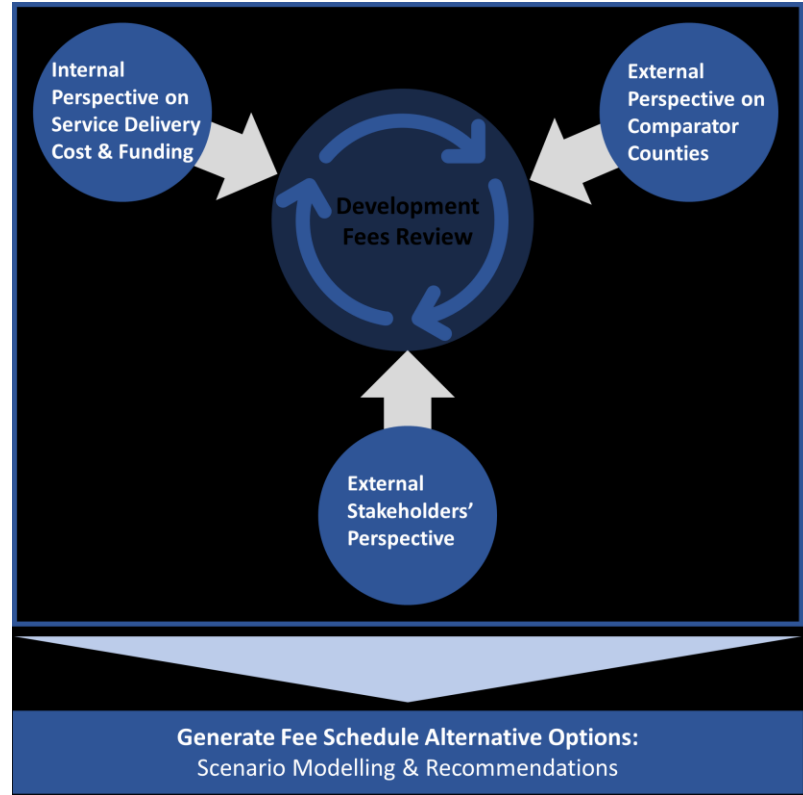 Internal
Perspective on
Service Delivery
Cost & Funding
External
Perspective on
Comparator
Counties
Development
Fees Review
External
Stakeholders’
Perspective
Generate Fee Schedule Alternative Options:
Scenario Modelling & Recommendations